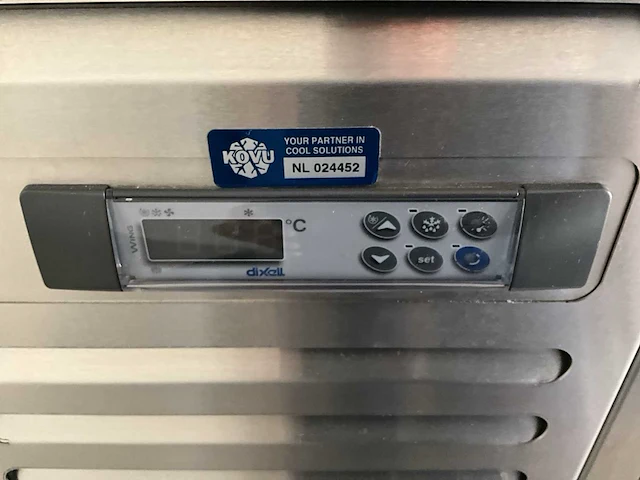 KOVU
YOUR PARTNER IN
COOL SOLUTIONS
NL 024452
WING
°C
dixell
set